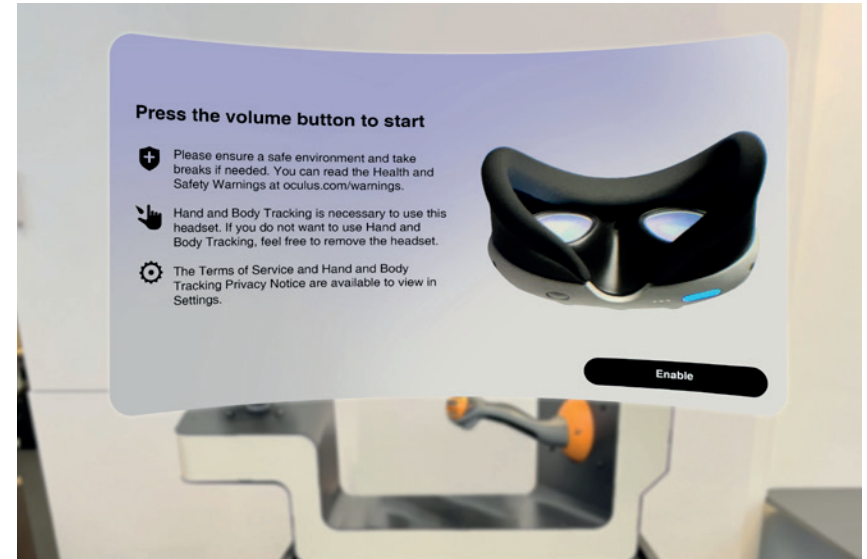 Press the volume button to start
Please ensure a safe environment and take
breaks if needed. You can read the Health and
Safety Warnings at oculus.com/warnings.
Hand and Body Tracking is necessary to use this
headset. If you do not want to use Hand and
Body Tracking, feel free to remove the headset.
The Terms of Service and Hand and Body
Tracking Privacy Notice are available to view in
Settings.
Enable